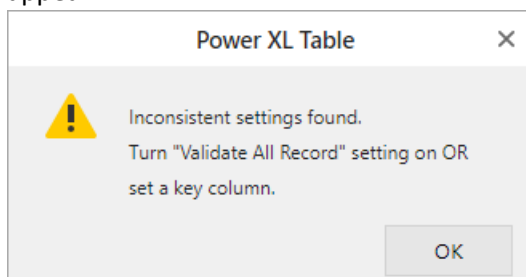 Power XL Table
Inconsistent settings found.
Turn "Validate All Record" setting on OR
set a key column.
OK